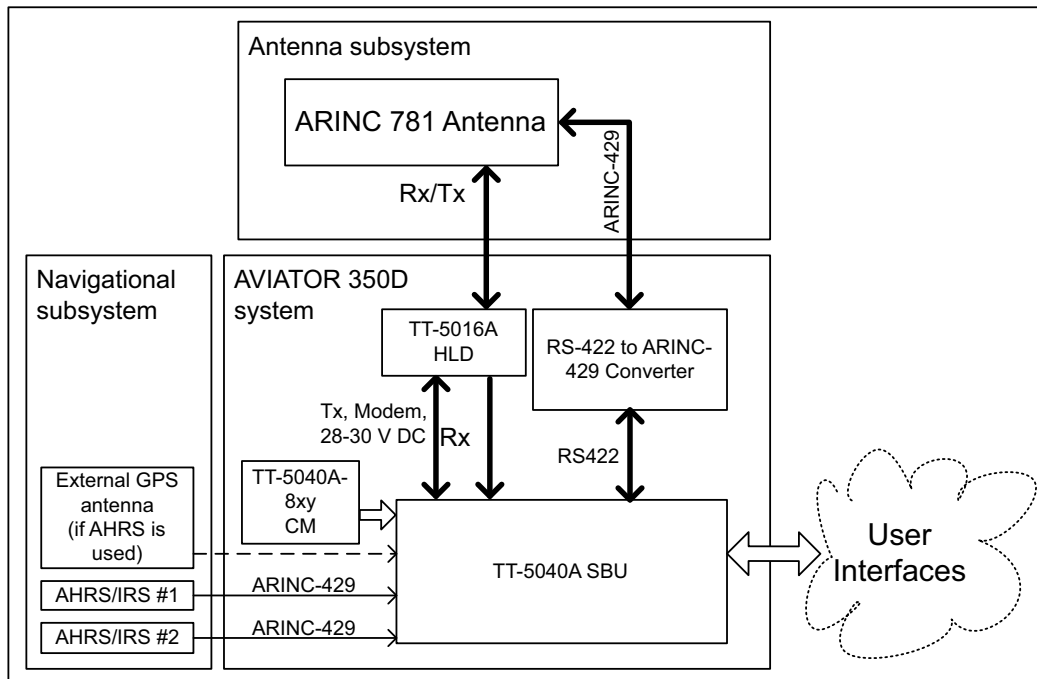 Antenna subsystem
ARINC 781 Antenna
Rx/Tx
ARINC-429
Navigational
subsystem
AVIATOR 350D
system
TT-5016A
HLD
RS-422 to ARINC-
429 Converter
Tx, Modem,
28-30 V DC
Rx
RS422
TT-5040A-
8xy
CM
External GPS
antenna
(if AHRS is
used)
TT-5040A SBU
User
Interfaces
AHRS/IRS #1
ARINC-429
AHRS/IRS #2
ARINC-429